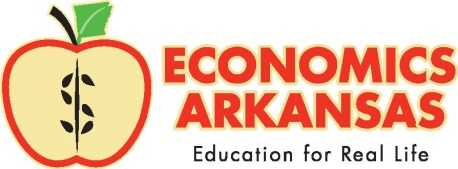 ECONOMICS
ARKANSAS
Education for Real Life